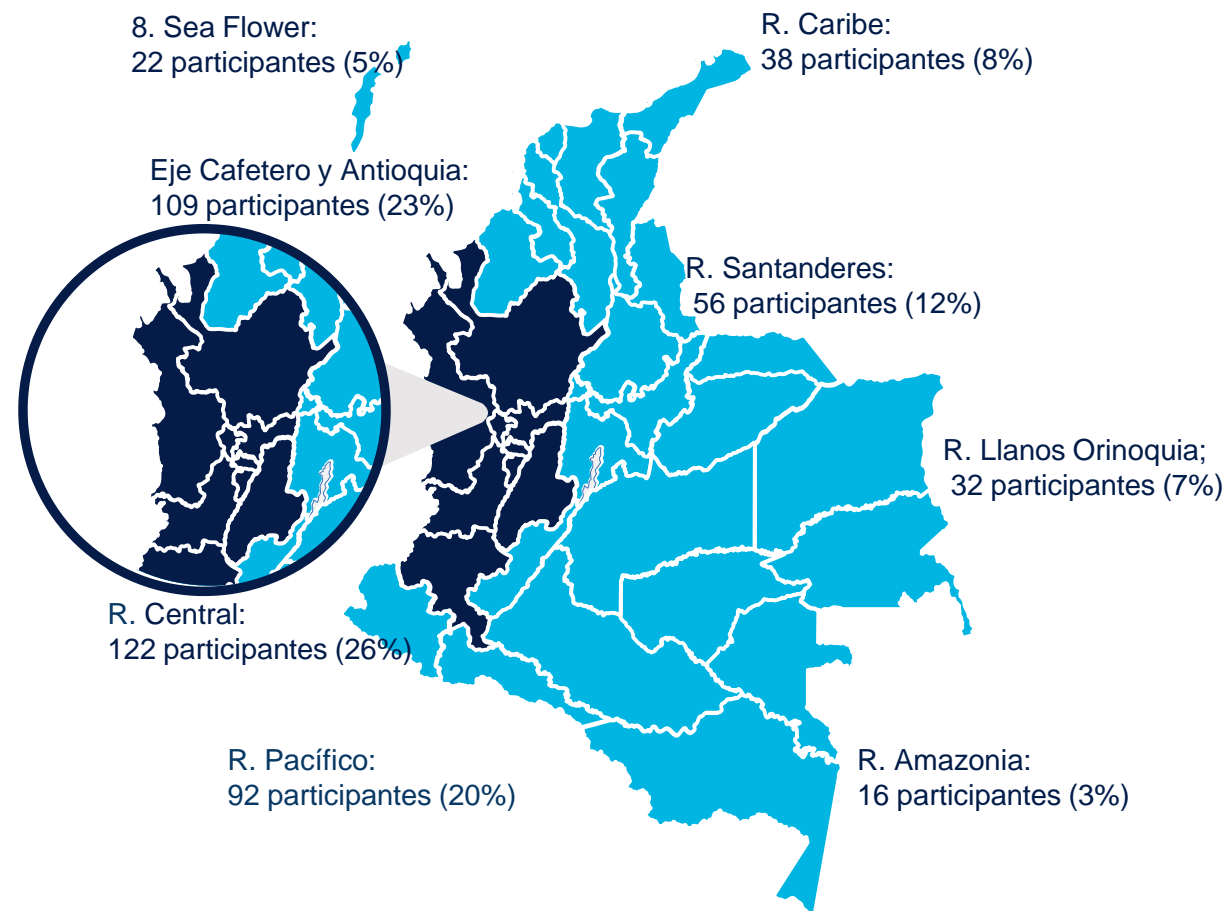 8. Sea Flower:
22 participantes (5%)
R. Caribe:
38 participantes (8%)
Eje Cafetero y Antioquia:
109 participantes (23%)
R. Santanderes:
56 participantes (12%)
R. Llanos Orinoquia;
32 participantes (7%)
R. Central:
122 participantes (26%)
R. Pacífico:
92 participantes (20%)
R. Amazonia:
16 participantes (3%)